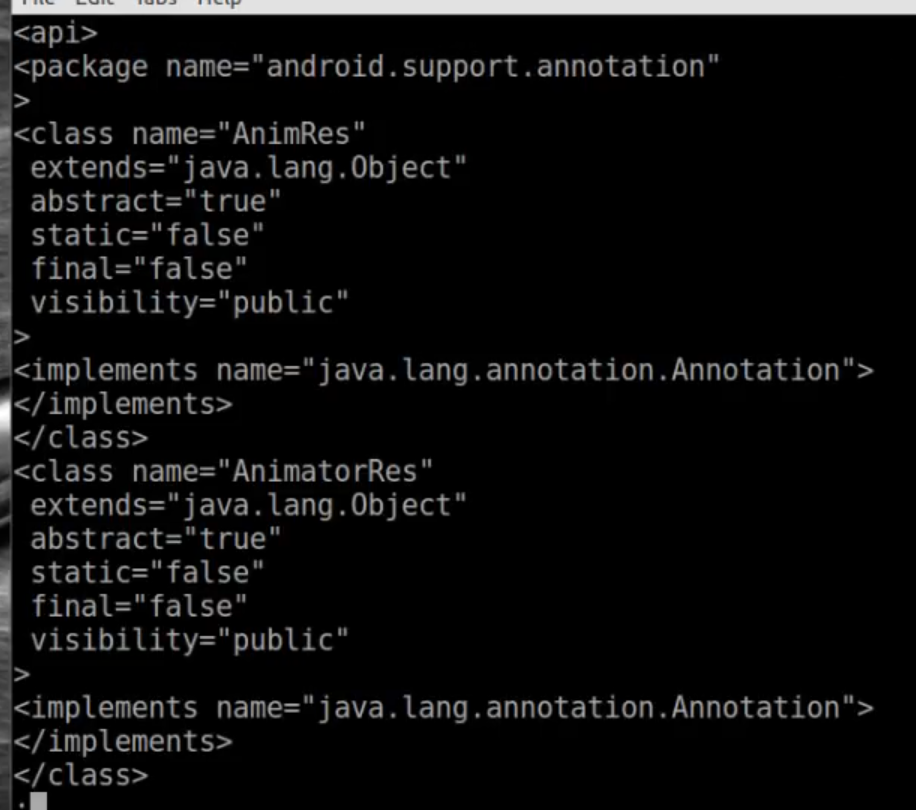 File Edit Tabs Help
<api>
<package name="android.support.annotation"
>
<class name="AnimRes"
 extends="java.lang.Object"
 abstract="true"
 static="false"
 final="false"
 visibility="public"
>
<implements name="java.lang.annotation.Annotation">
</implements>
</class>
<class name="AnimatorRes"
 extends="java.lang.Object"
 abstract="true"
 static="false"
 final="false"
 visibility="public"
>
<implements name="java.lang.annotation.Annotation">
</implements>
</class>
: